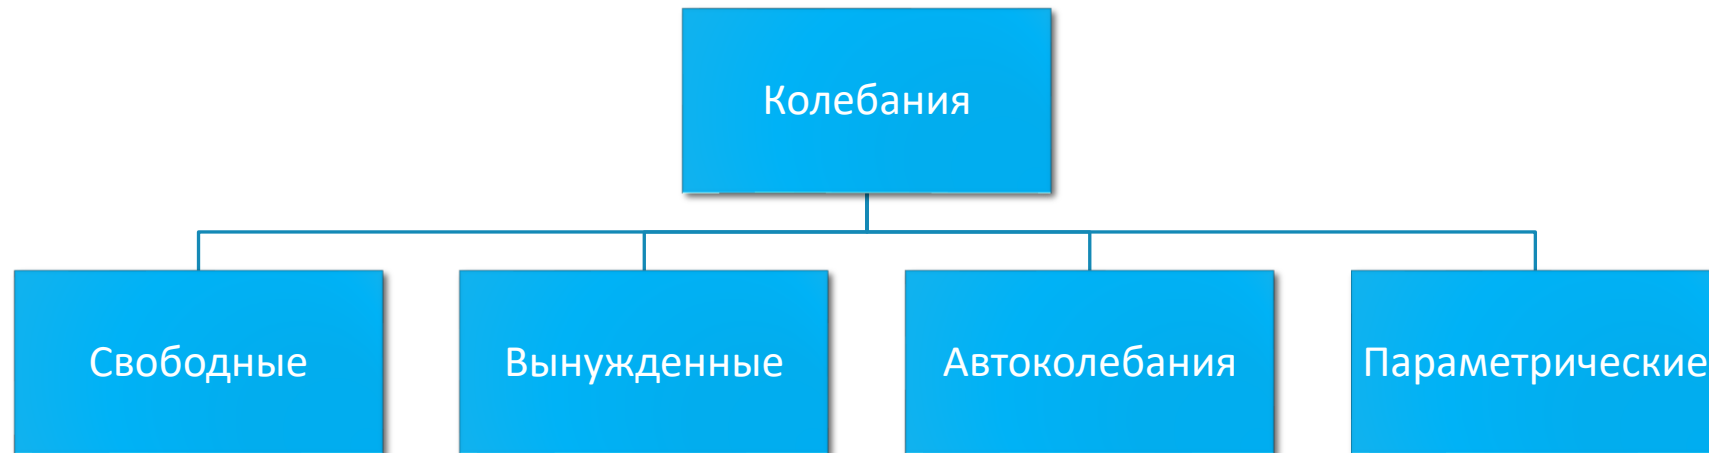 Колебания
Свободные
Вынужденные
Автоколебания
Параметрические